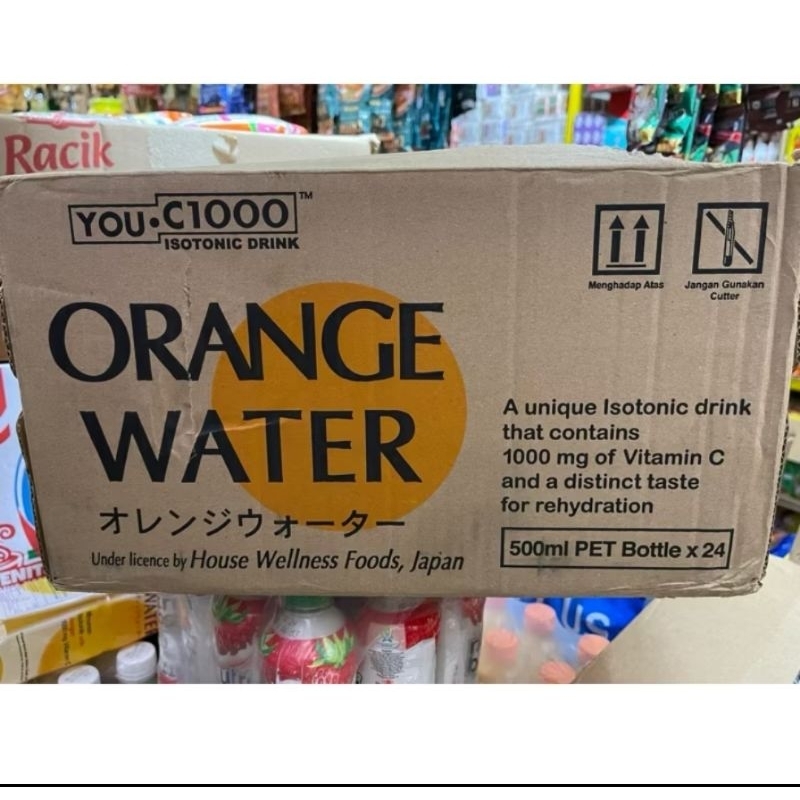 Racik
YOU•C1000™
ISOTONIC DRINK
Menghadap Atas
Jangan Gunakan
Cutter
ORANGE
WATER
オレンジウォーター
Under licence by House Wellness Foods, Japan
A unique Isotonic drink
that contains
1000 mg of Vitamin C
and a distinct taste
for rehydration
500ml PET Bottle x 24